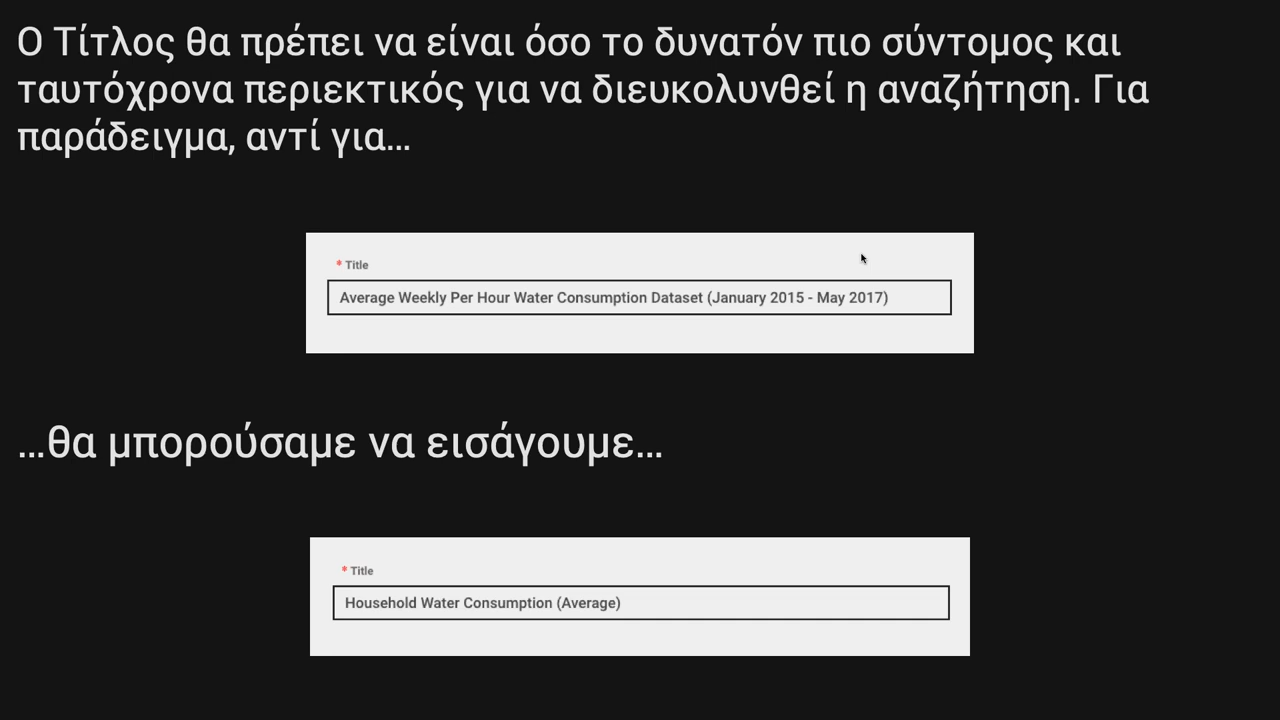 Ο Τίτλος θα πρέπει να είναι όσο το δυνατόν πιο σύντομος και
ταυτόχρονα περιεκτικός για να διευκολυνθεί η αναζήτηση. Για
παράδειγμα, αντί για...
* Title
Average Weekly Per Hour Water Consumption Dataset (January 2015 - May 2017)
...θα μπορούσαμε να εισάγουμε...
* Title
Household Water Consumption (Average)